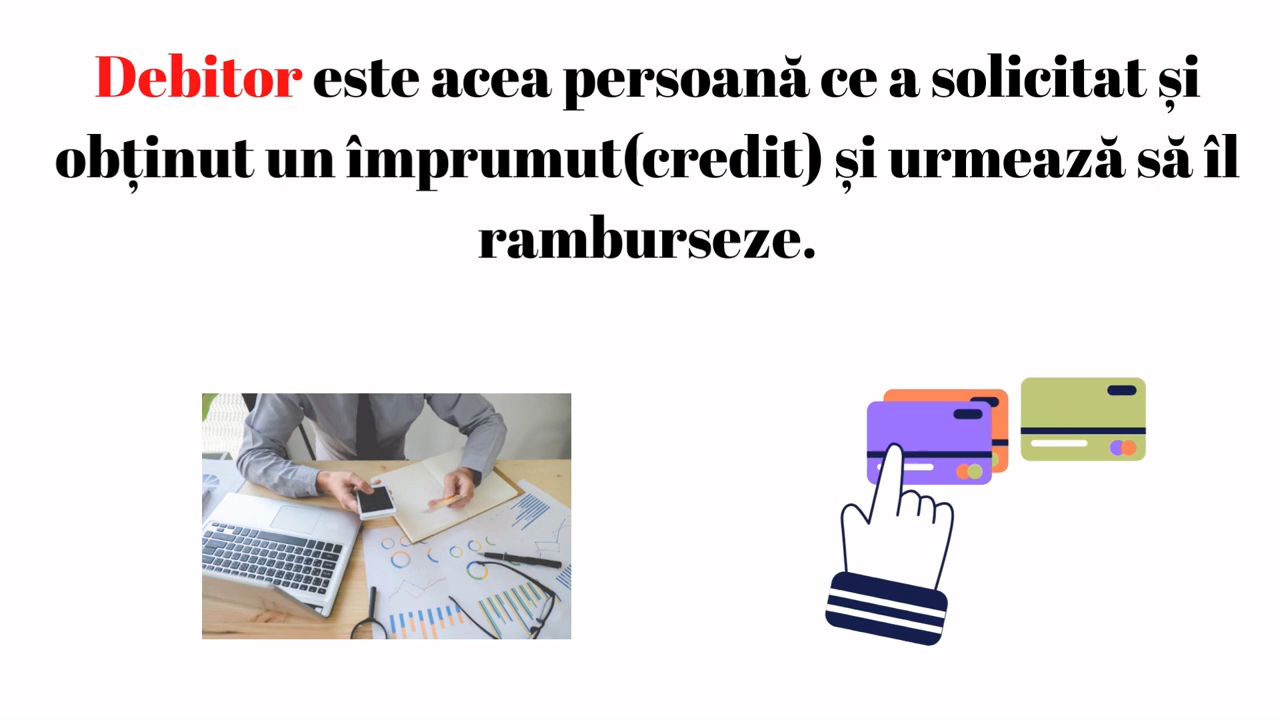 Debitor este acea persoană ce a solicitat și
obținut un împrumut(credit) și urmează să îl
ramburseze.